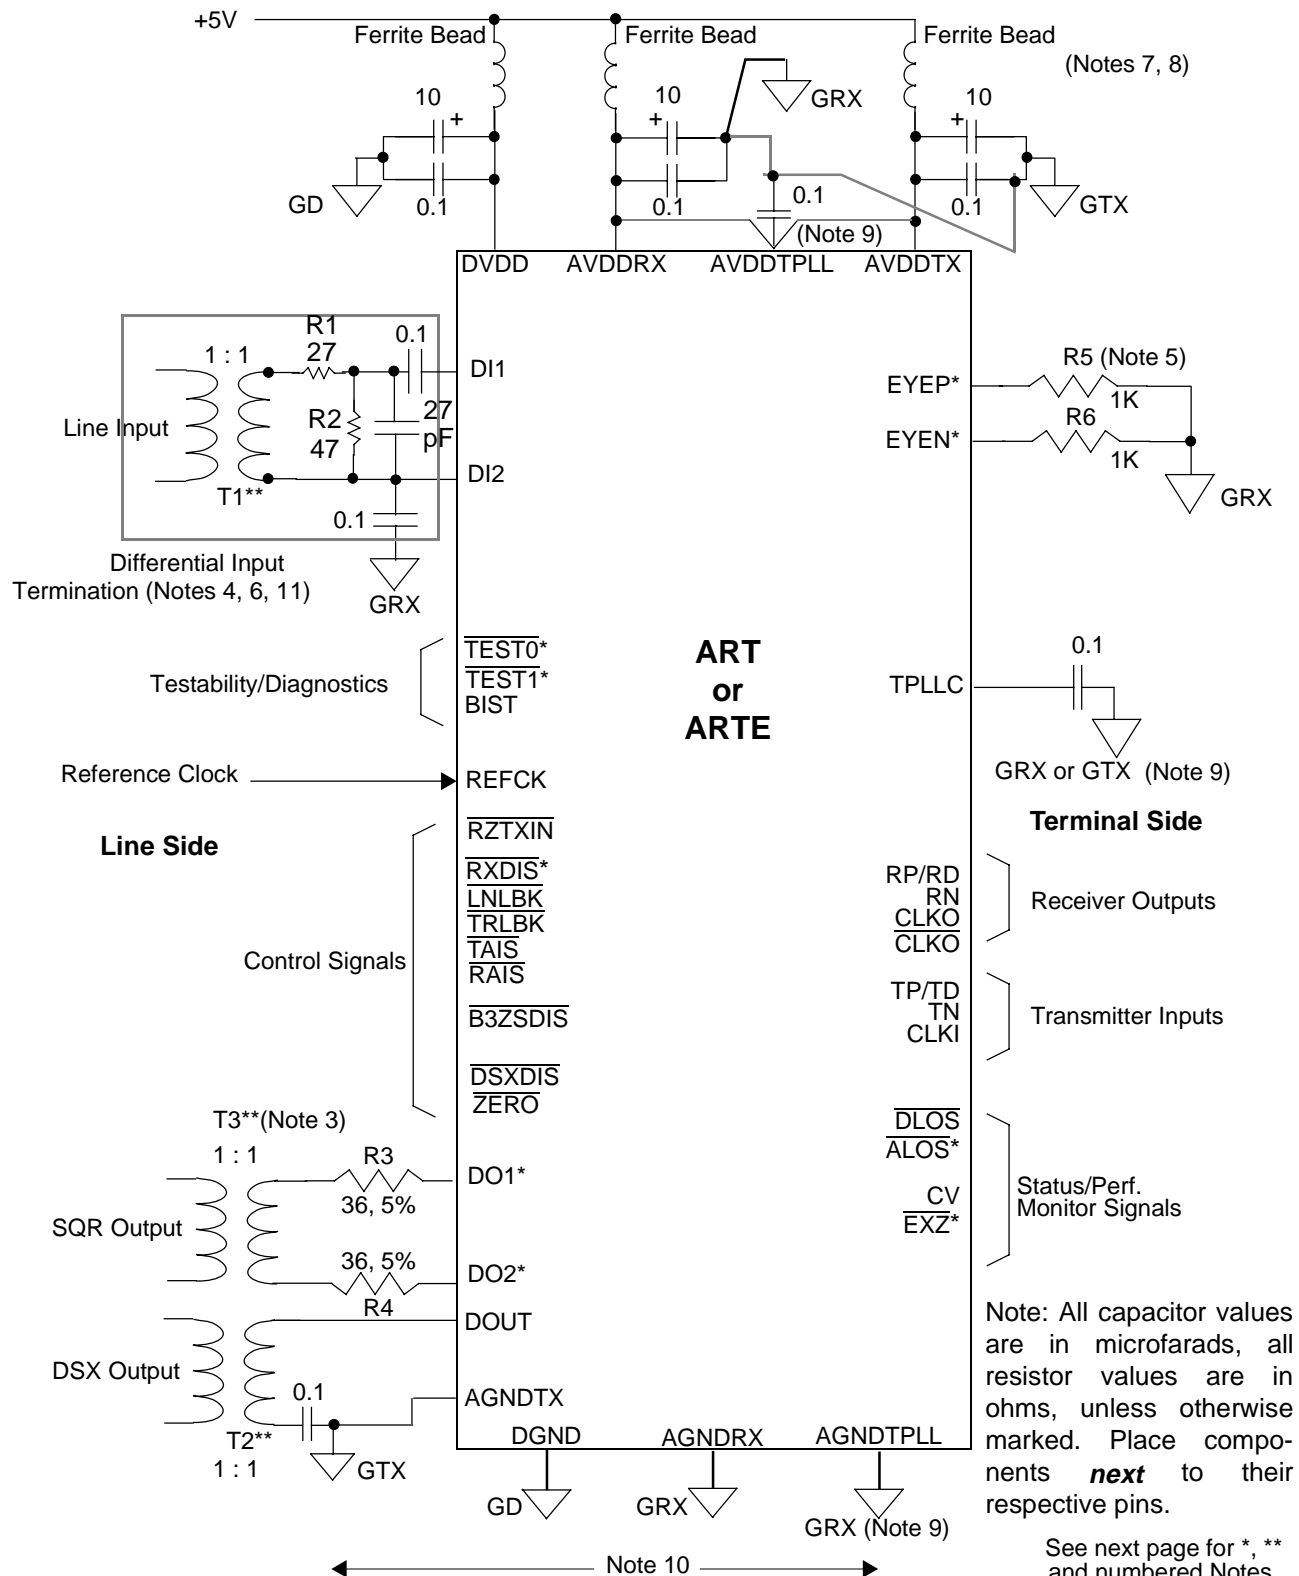 +5V
Ferrite Bead
Ferrite Bead
Ferrite Bead
(Notes 7, 8)
10
+
10
+
GRX
10
+
GD
0.1
0.1
0.1
0.1
GTX
(Note 9)
DVDD
AVDDRX
AVDDTPLL
AVDDTX
R1
27
0.1
1 : 1
DI1
R2
47
27
pF
Line Input
DI2
T1**
0.1
Differential Input
Termination (Notes 4, 6, 11)
GRX
EYEP*
R5 (Note 5)
1K
R6
EYEN*
1K
GRX
ART
or
ARTE
Testability/Diagnostics
TEST0*
TEST1*
BIST
0.1
TPLLC
GRX or GTX (Note 9)
Reference Clock
REFCK
Line Side
Terminal Side
Control Signals
RZTXIN
RXDIS*
LNLBK
TRLBK
TAIS
RAIS
B3ZSDIS
DSXDIS
ZERO
RP/RD
RN
CLKO
CLKO
Receiver Outputs
TP/TD
TN
CLKI
Transmitter Inputs
DLOS
ALOS*
CV
EXZ*
Status/Perf.
Monitor Signals
T3**(Note 3)
1 : 1
R3
36, 5%
DO1*
SQR Output
36, 5%
R4
DO2*
DOUT
DSX Output
0.1
AGNDTX
T2**
1 : 1
GTX
DGND
AGNDRX
AGNDTPLL
GD
GRX
GRX (Note 9)
Note: All capacitor values
are in microfarads, all
resistor values are in
ohms, unless otherwise
marked. Place compo-
nents next to their
respective pins.
Note 10
See next page for *, **
and numbered Notes